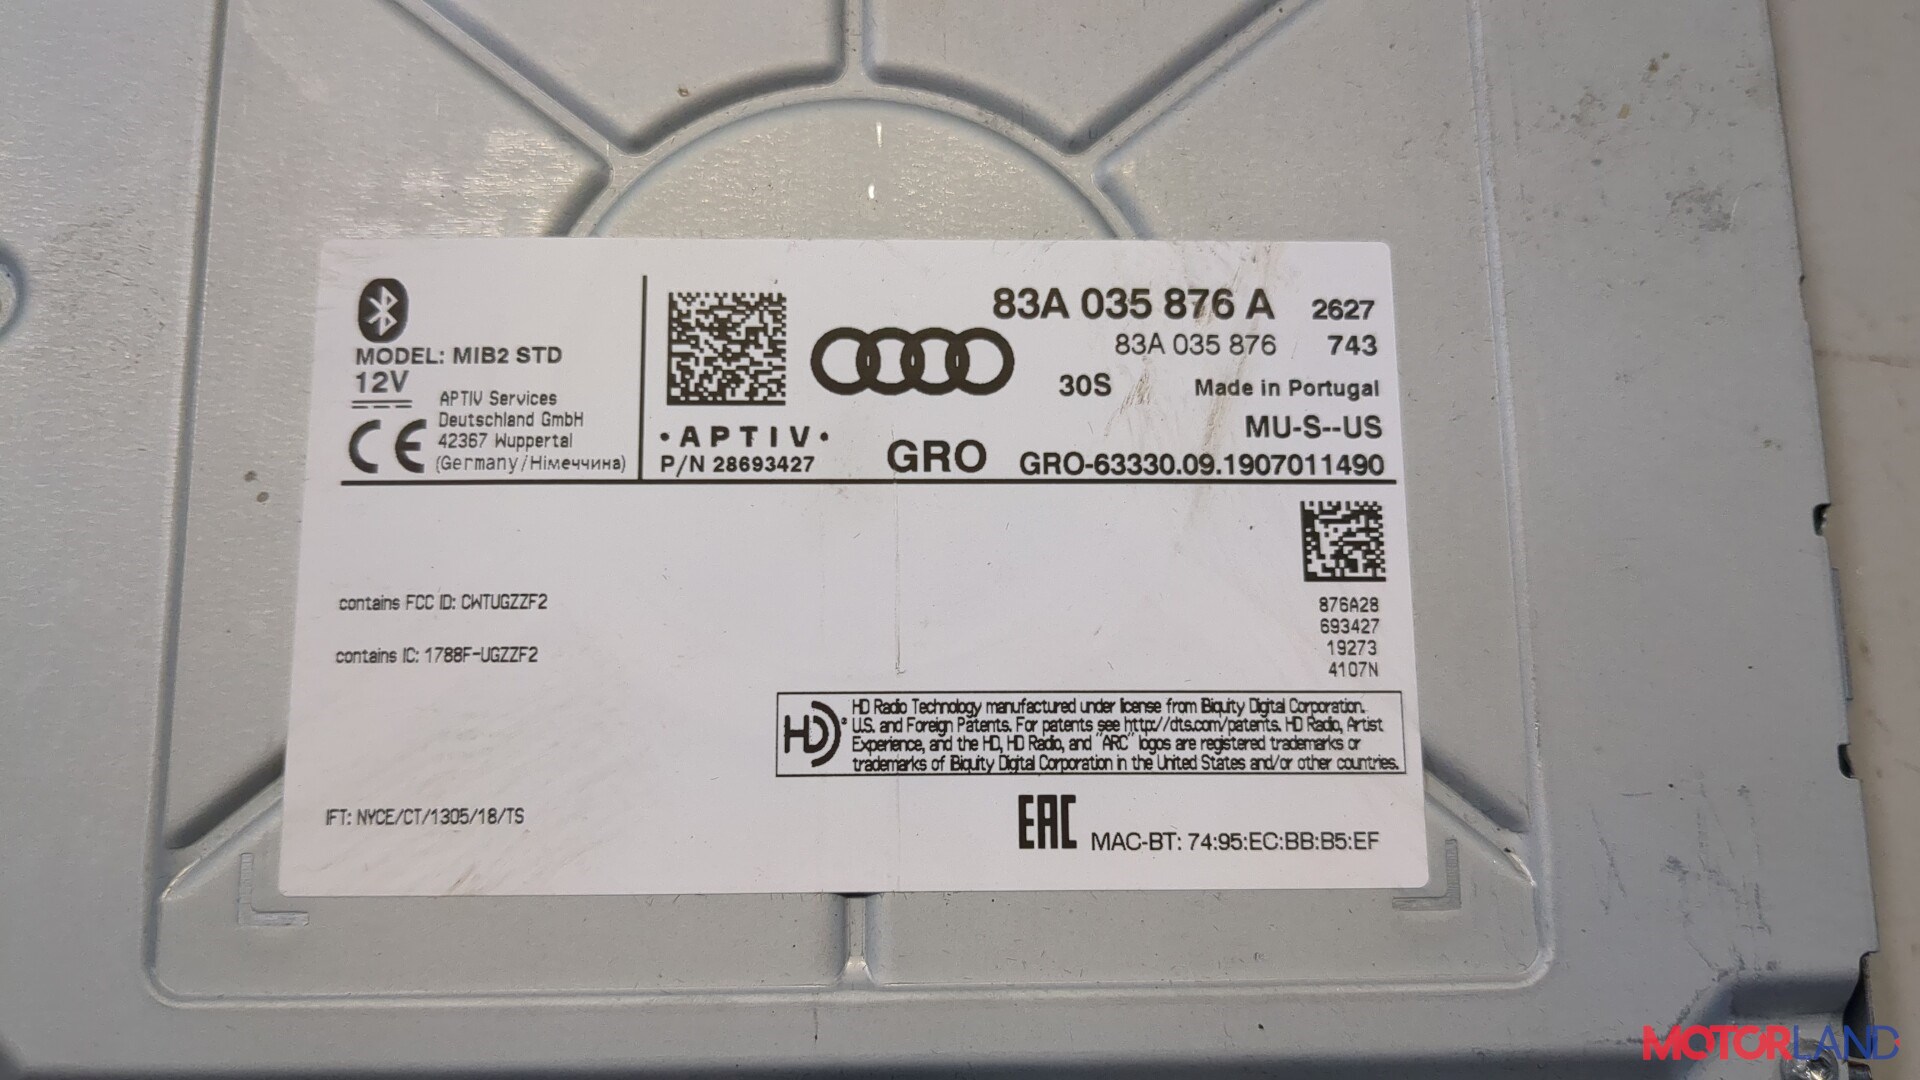 MODEL: MIB2 STD
12V
APTIV Services
Deutschland GmbH
42367 Wuppertal
(Germany/Німеччина)
CE
·APTIV·
P/N 28693427
83A 035 876 A 2627
83A 035 876 743
30S Made in Portugal
MU-S--US
GRO GRO-63330.09.1907011490
876A28
693427
19273
4107N
contains FCC ID: CWTUGZZF2
contains IC: 1788F-UGZZF2
HD HD Radio Technology manufactured under license from iBiquity Digital Corporation.
U.S. and Foreign Patents. For patents see http://dts.com/patents. HD Radio, Artist
Experience, and the HD, HD Radio, and "ARC" logos are registered trademarks or
trademarks of iBiquity Digital Corporation in the United States and/or other countries.
IFT: NYCE/CT/1305/18/TS
EAC MAC-BT: 74:95:EC:BB:B5:EF
MOTORLAND